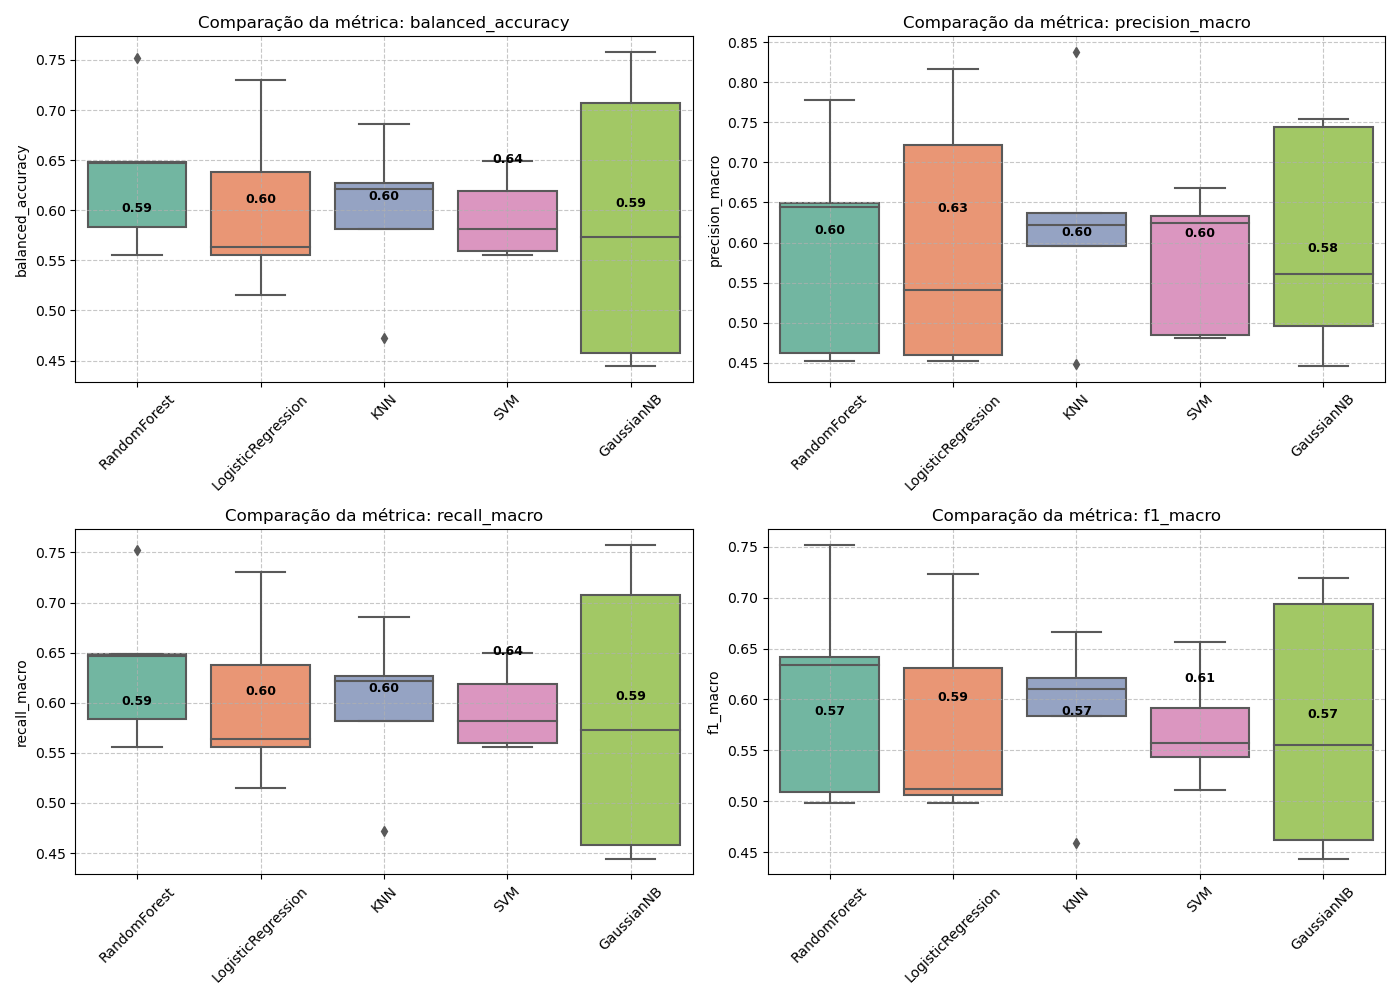 Comparação da métrica: balanced_accuracy
balanced_accuracy
0.75
0.70
0.65
0.60
0.55
0.50
0.45
0.59
0.60
0.60
0.64
0.59
RandomForest
LogisticRegression
KNN
SVM
GaussianNB
Comparação da métrica: precision_macro
precision_macro
0.85
0.80
0.75
0.70
0.65
0.60
0.55
0.50
0.45
0.60
0.63
0.60
0.60
0.58
RandomForest
LogisticRegression
KNN
SVM
GaussianNB
Comparação da métrica: recall_macro
recall_macro
0.75
0.70
0.65
0.60
0.55
0.50
0.45
0.59
0.60
0.60
0.64
0.59
RandomForest
LogisticRegression
KNN
SVM
GaussianNB
Comparação da métrica: f1_macro
f1_macro
0.75
0.70
0.65
0.60
0.55
0.50
0.45
0.57
0.59
0.57
0.61
0.57
RandomForest
LogisticRegression
KNN
SVM
GaussianNB